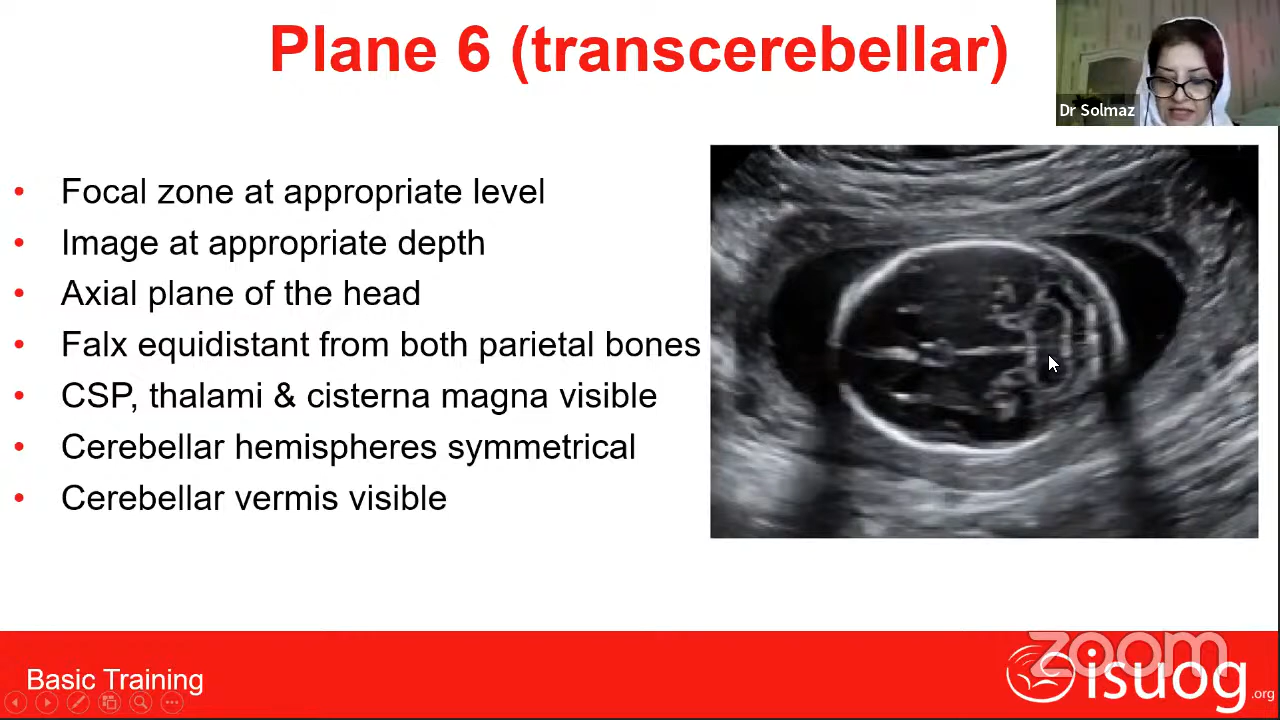 Plane 6 (transcerebellar)
Dr Solmaz
• Focal zone at appropriate level
• Image at appropriate depth
• Axial plane of the head
• Falx equidistant from both parietal bones
• CSP, thalami & cisterna magna visible
• Cerebellar hemispheres symmetrical
• Cerebellar vermis visible
Basic Training
zoom
isuog.org